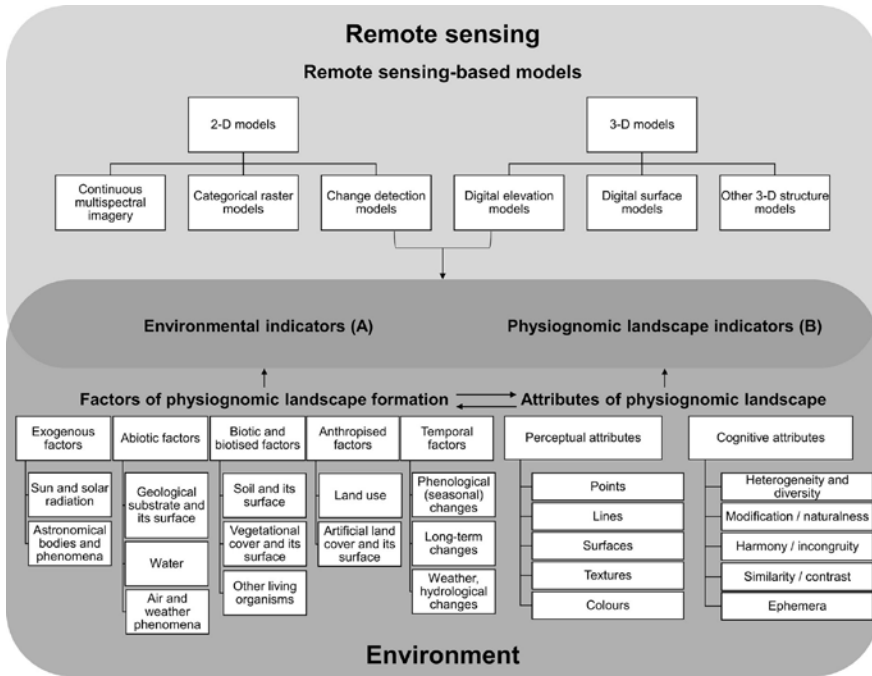 Remote sensing
Remote sensing-based models
2-D models
3-D models
Continuous
multispectral
imagery
Categorical raster
models
Change detection
models
Digital elevation
models
Digital surface
models
Other 3-D structure
models
Environmental indicators (A)
Physiognomic landscape indicators (B)
Factors of physiognomic landscape formation
Attributes of physiognomic landscape
Exogenous
factors
Sun and solar
radiation
Astronomical
bodies and
phenomena
Abiotic factors
Geological
substrate and
its surface
Water
Air and
weather
phenomena
Biotic and
biotised factors
Soil and its
surface
Vegetational
cover and its
surface
Other living
organisms
Anthropised
factors
Land use
Artificial land
cover and its
surface
Temporal
factors
Phenological
(seasonal)
changes
Long-term
changes
Weather,
hydrological
changes
Perceptual attributes
Points
Lines
Surfaces
Textures
Colours
Cognitive attributes
Heterogeneity and
diversity
Modification / naturalness
Harmony / incongruity
Similarity / contrast
Ephemera
Environment